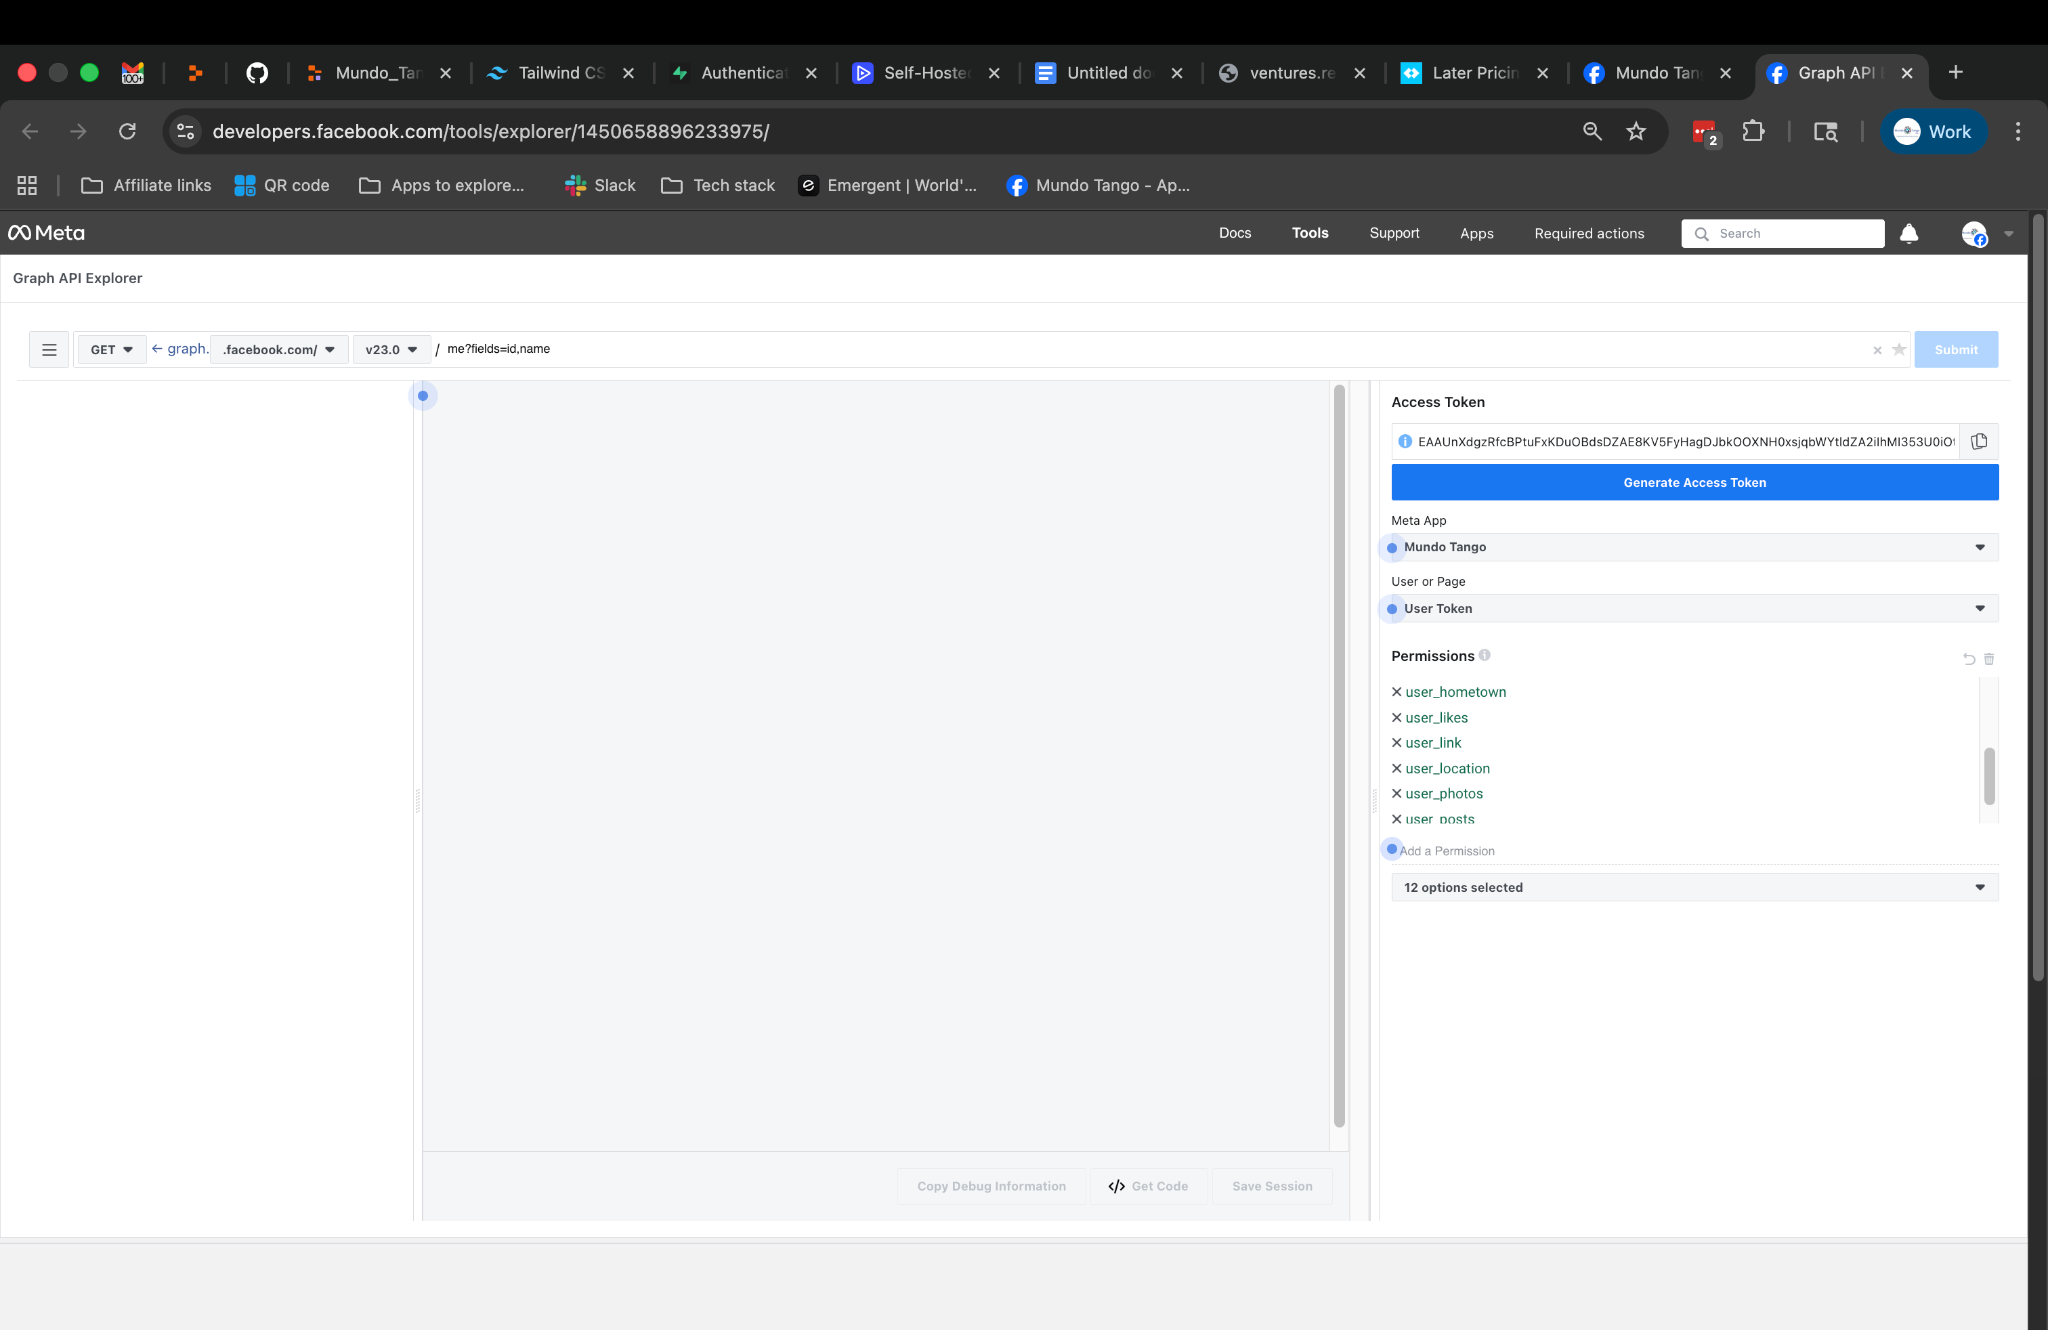 100+
Mundo_Tan
Tailwind CS
Authenticat
Self-Hoste
Untitled do
ventures.re
Later Pricin
Mundo Tan
Graph API E
developers.facebook.com/tools/explorer/1450658896233975/
2
Work
Affiliate links
QR code
Apps to explore...
Slack
Tech stack
Emergent | World'...
Mundo Tango - Ap...
Meta
Docs
Tools
Support
Apps
Required actions
Search
Graph API Explorer
GET
graph.
.facebook.com/
v23.0
/
me?fields=id,name
Submit
Access Token
Generate Access Token
Meta App
Mundo Tango
User or Page
User Token
Permissions
user_hometown
user_likes
user_link
user_location
user_photos
user_posts
Add a Permission
12 options selected
Copy Debug Information
</> Get Code
Save Session